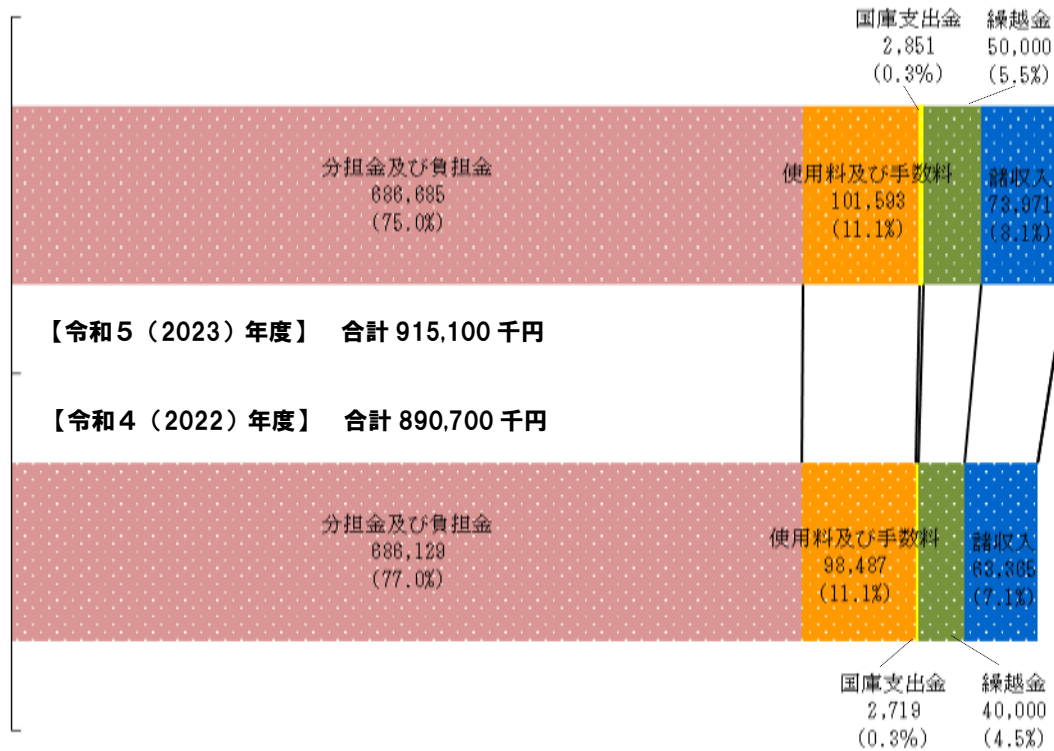 国庫支出金
2,851
(0.3%)
繰越金
50,000
(5.5%)
分担金及び負担金
686,685
(75.0%)
使用料及び手数料
101,593
(11.1%)
諸収入
73,971
(8.1%)
【令和５（2023）年度】　合計 915,100 千円
【令和４（2022）年度】　合計 890,700 千円
分担金及び負担金
686,129
(77.0%)
使用料及び手数料
98,487
(11.1%)
諸収入
63,365
(7.1%)
国庫支出金
2,719
(0.3%)
繰越金
40,000
(4.5%)